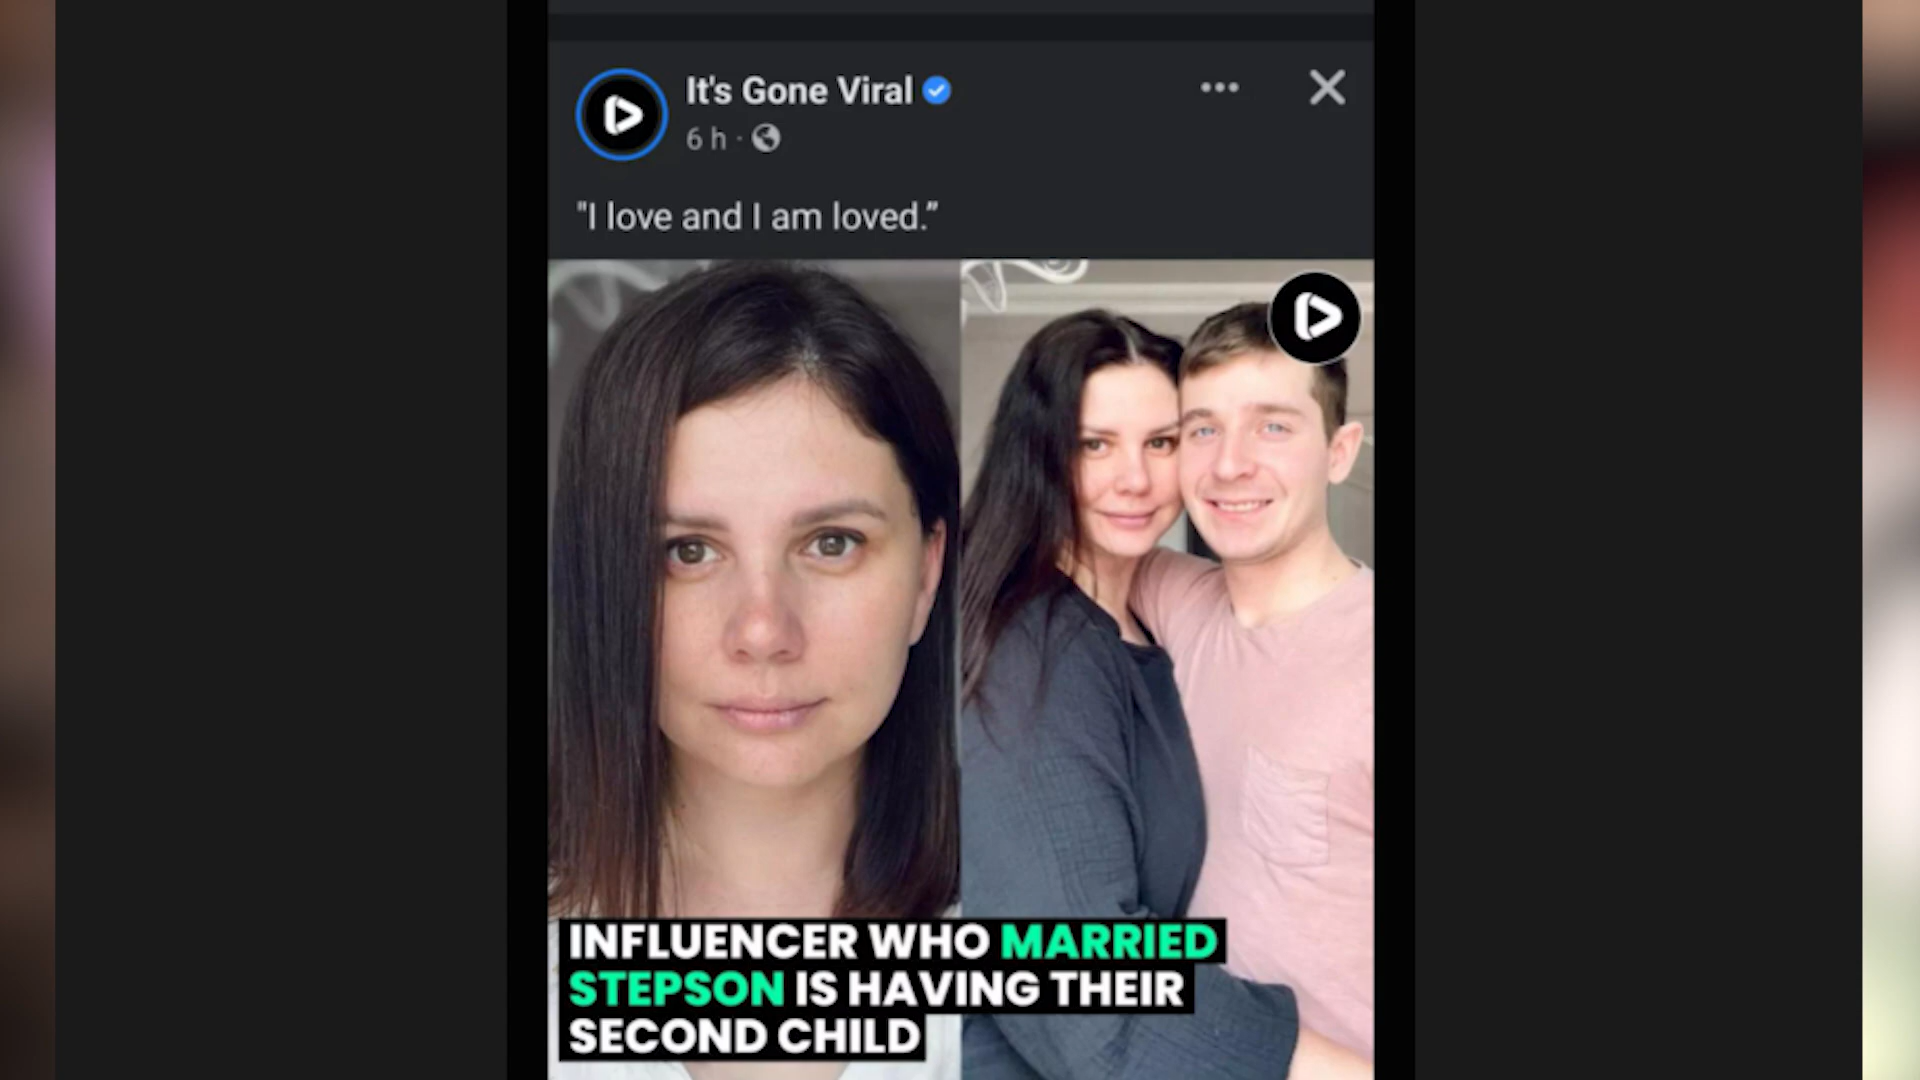 It's Gone Viral
6 h ·
"I love and I am loved.”
INFLUENCER WHO MARRIED
STEPSON IS HAVING THEIR
SECOND CHILD